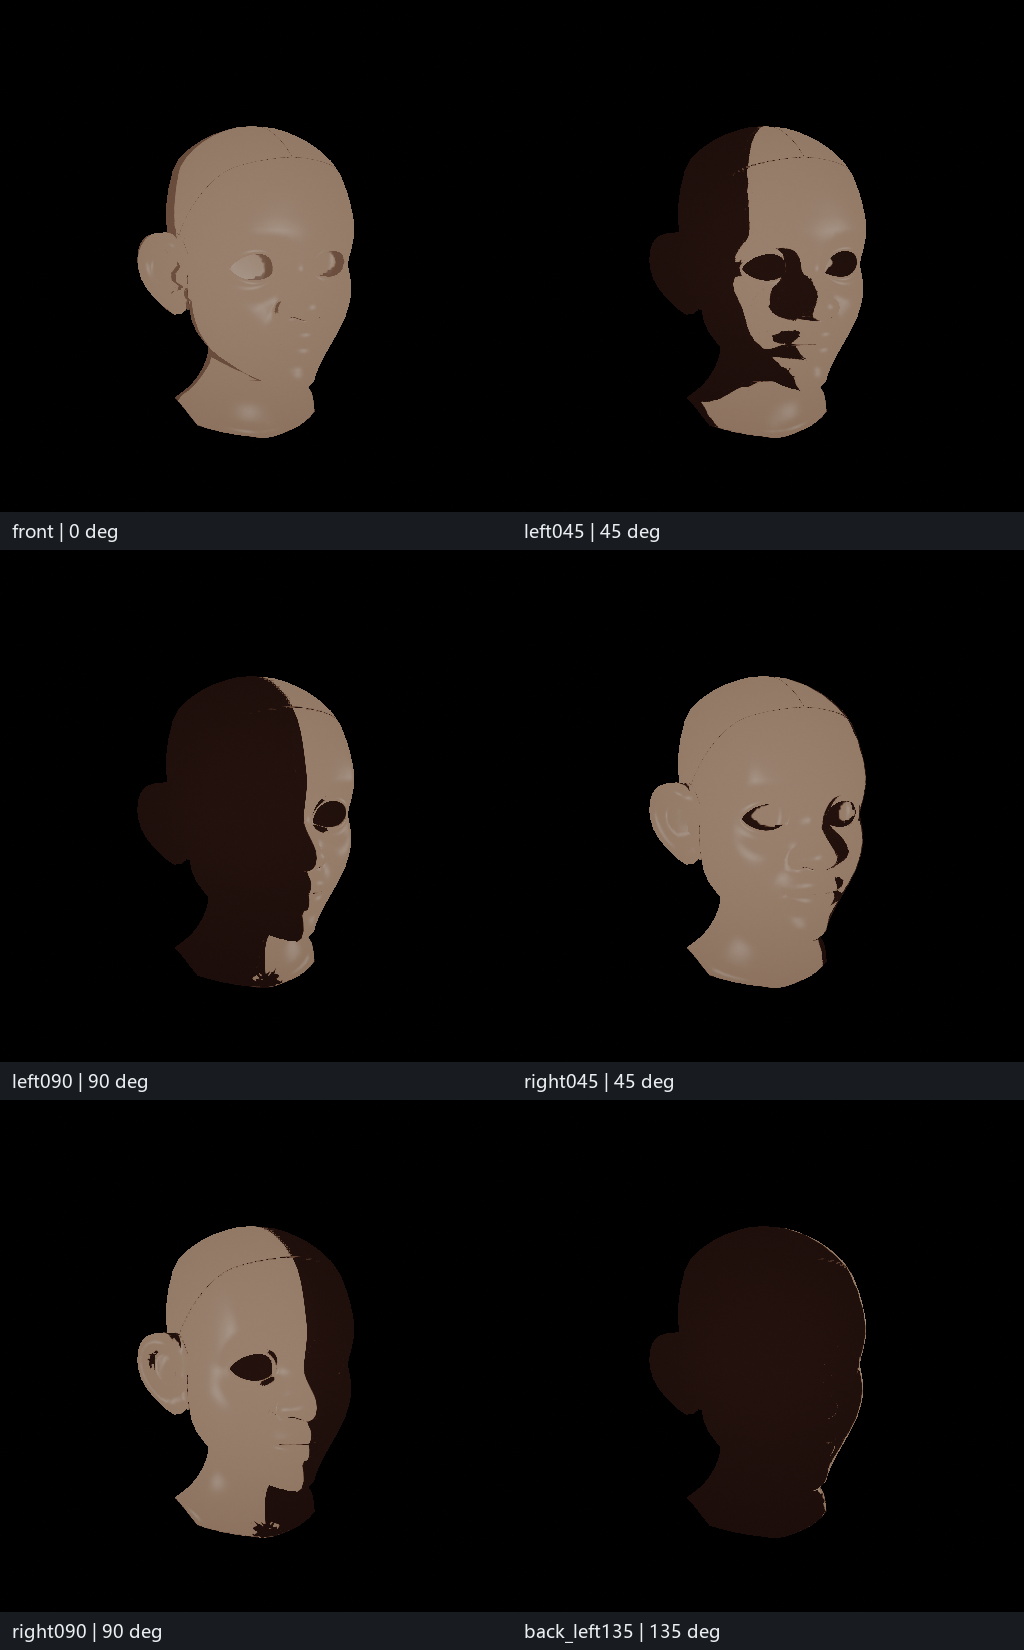 front | 0 deg
left045 | 45 deg
left090 | 90 deg
right045 | 45 deg
right090 | 90 deg
back_left135 | 135 deg